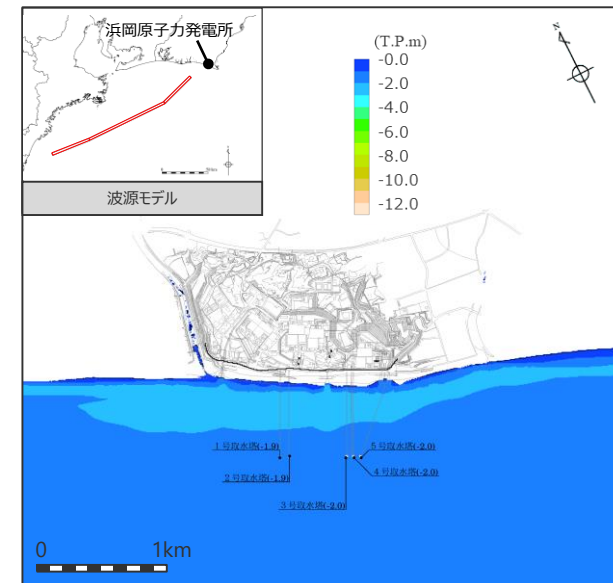 浜岡原子力発電所
波源モデル
(T.P.m)
-0.0
-2.0
-4.0
-6.0
-8.0
-10.0
-12.0
N
1号取水塔(-1.9)
2号取水塔(-1.9)
3号取水塔(-2.0)
5号取水塔(-2.0)
4号取水塔(-2.0)
0 1km